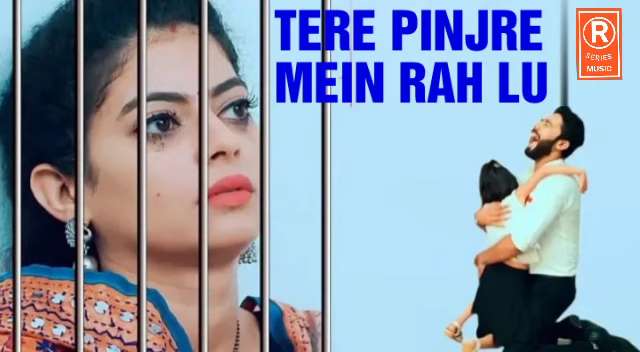 TERE PINJRE
MEIN RAH LU
R
SERIES
MUSIC